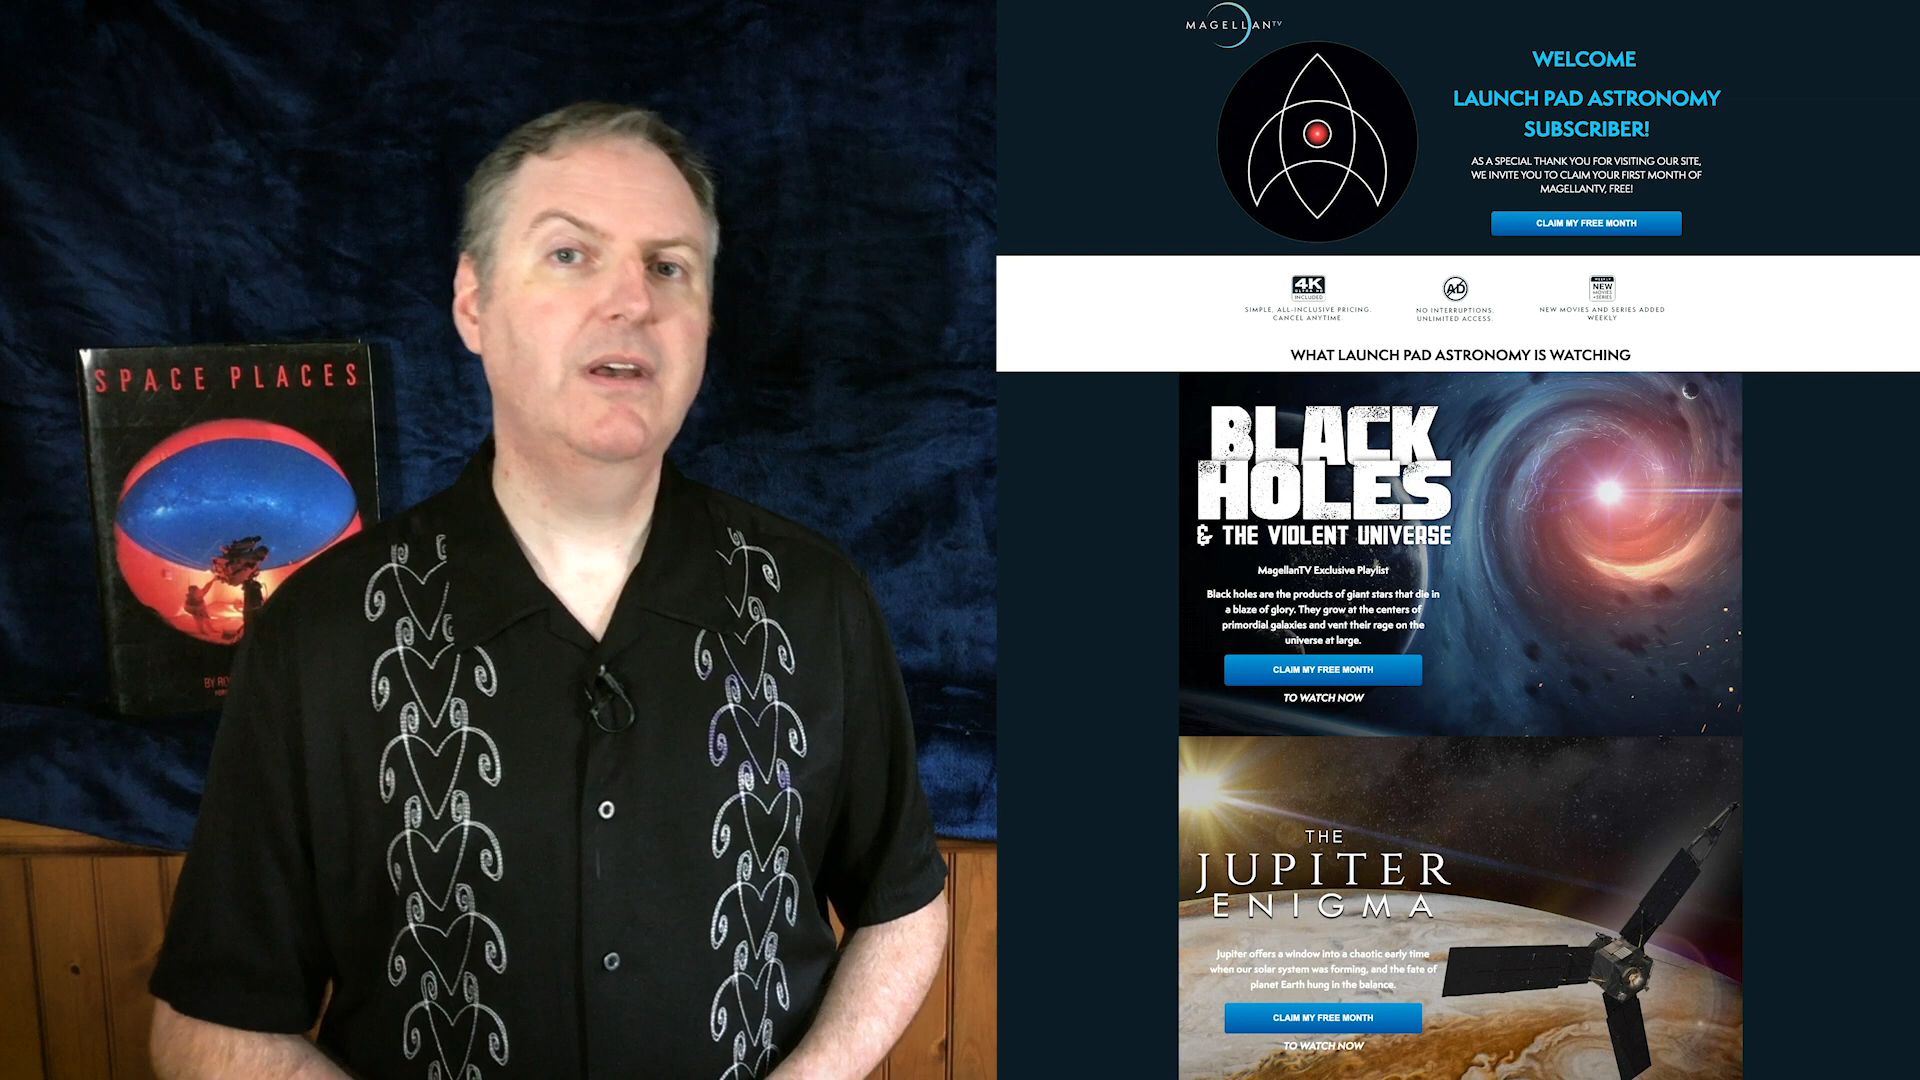 SPACE PLACES
MAGELLANTV
WELCOME
LAUNCH PAD ASTRONOMY
SUBSCRIBER!
AS A SPECIAL THANK YOU FOR VISITING OUR SITE,
WE INVITE YOU TO CLAIM YOUR FIRST MONTH OF
MAGELLANTV, FREE!
CLAIM MY FREE MONTH
4K
ULTRA HD
INCLUDED
SIMPLE, ALL-INCLUSIVE PRICING.
CANCEL ANYTIME.
AD
NO INTERRUPTIONS.
UNLIMITED ACCESS.
WEEKLY
NEW
MOVIES
+SERIES
NEW MOVIES AND SERIES ADDED
WEEKLY
WHAT LAUNCH PAD ASTRONOMY IS WATCHING
BLACK
HOLES
& THE VIOLENT UNIVERSE
MagellanTV Exclusive Playlist
Black holes are the products of giant stars that die in
a blaze of glory. They grow at the centers of
primordial galaxies and vent their rage on the
universe at large.
CLAIM MY FREE MONTH
TO WATCH NOW
THE
JUPITER
ENIGMA
Jupiter offers a window into a chaotic early time
when our solar system was forming, and the fate of
planet Earth hung in the balance.
CLAIM MY FREE MONTH
TO WATCH NOW